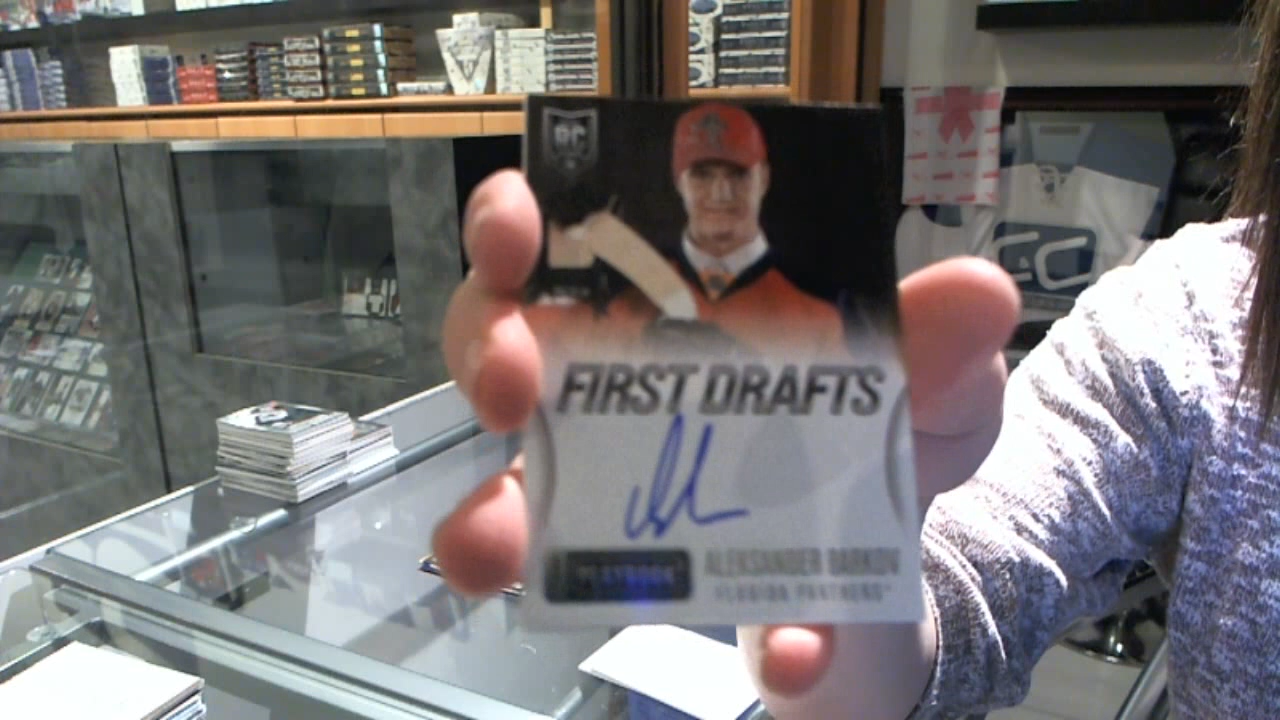 RC
FIRST DRAFTS
PLAYBOOK
ALEKSANDER BARKOV
FLORIDA PANTHERS